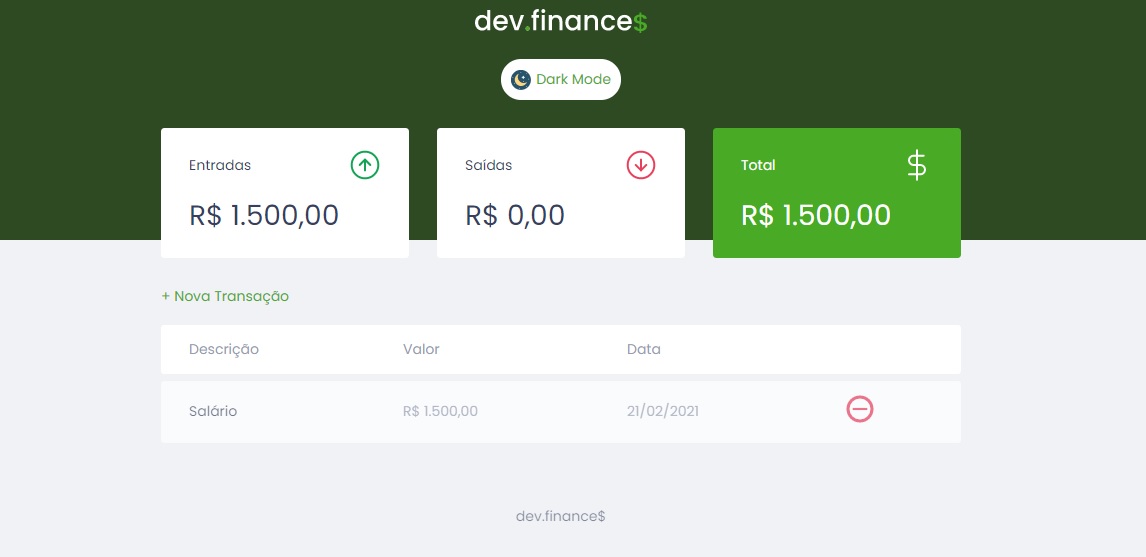 dev.finance$
Dark Mode
Entradas
R$ 1.500,00
Saídas
R$ 0,00
Total
R$ 1.500,00
+ Nova Transação
Descrição Valor Data
Salário R$ 1.500,00 21/02/2021
dev.finance$